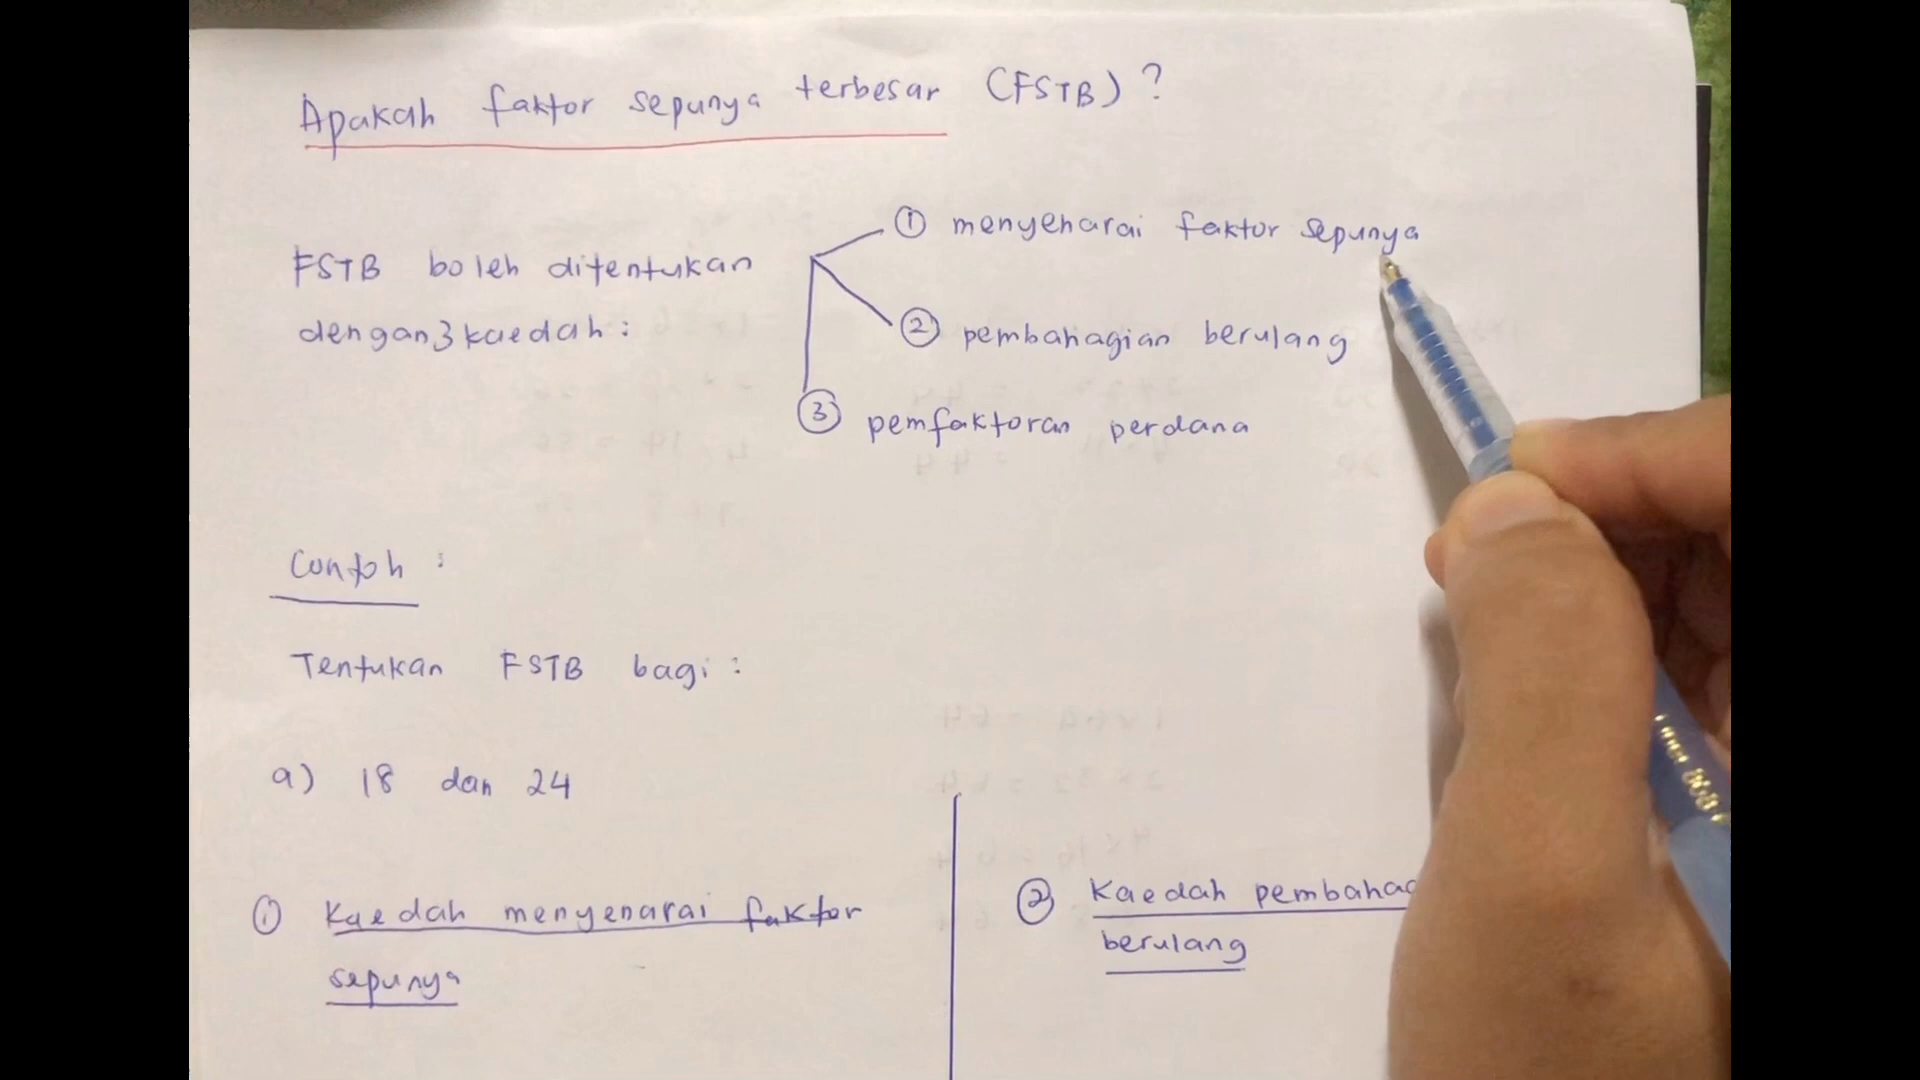 Apakah faktor sepunya terbesar (FSTB)?
FSTB boleh ditentukan
dengan 3 kaedah:
① menyenarai faktor sepunya
② pembahagian berulang
③ pemfaktoran perdana
Contoh:
Tentukan FSTB bagi:
a) 18 dan 24
① Kaedah menyenarai faktor
sepunya
② Kaedah pembahag
berulang